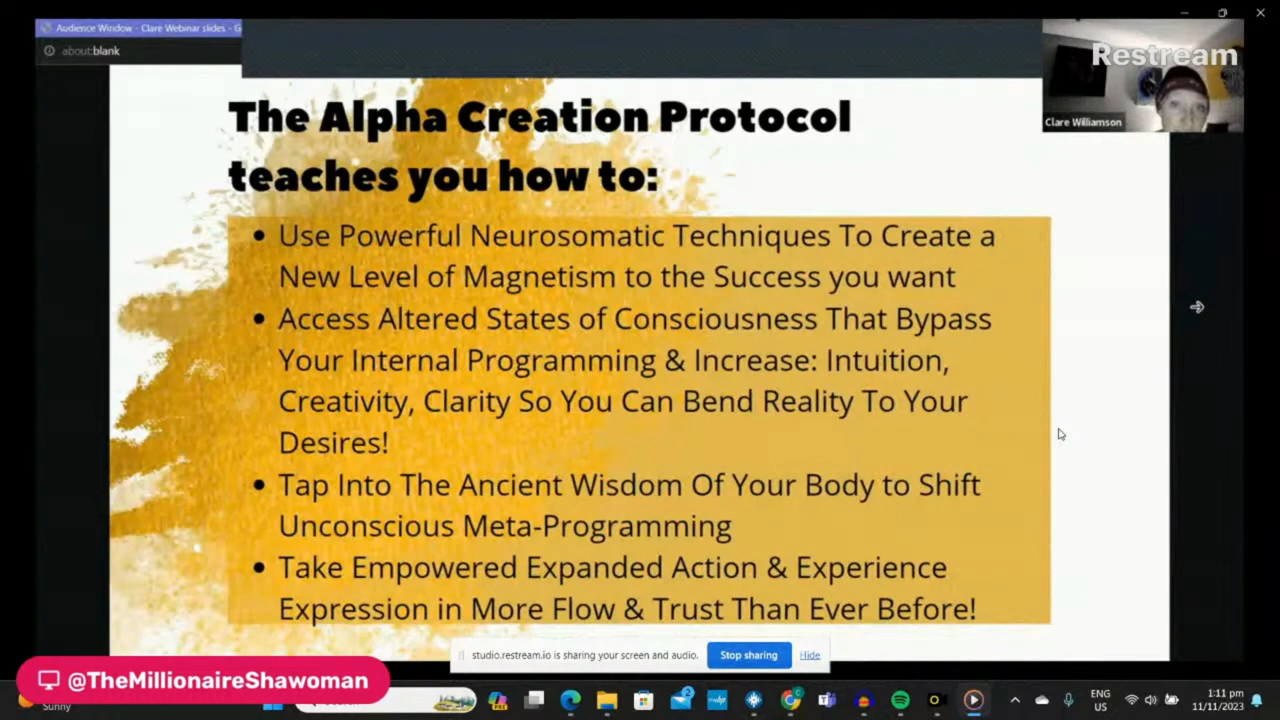 Audience Window - Clare Webinar slides - G
about:blank
Restream
Clare Williamson
The Alpha Creation Protocol
teaches you how to:
• Use Powerful Neurosomatic Techniques To Create a
New Level of Magnetism to the Success you want
• Access Altered States of Consciousness That Bypass
Your Internal Programming & Increase: Intuition,
Creativity, Clarity So You Can Bend Reality To Your
Desires!
• Tap Into The Ancient Wisdom Of Your Body to Shift
Unconscious Meta-Programming
• Take Empowered Expanded Action & Experience
Expression in More Flow & Trust Than Ever Before!
studio.restream.io is sharing your screen and audio.
Stop sharing
Hide
@TheMillionaireShawoman
Sunny
2
ENG
US
1:11 pm
11/11/2023